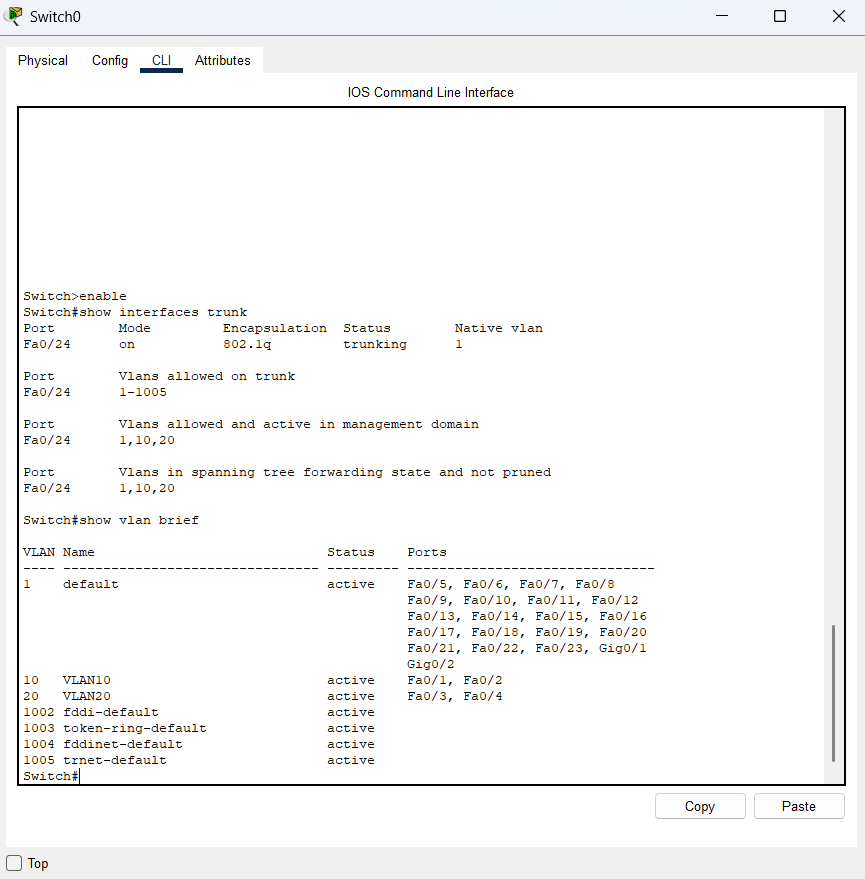 Switch0
Physical Config CLI Attributes
IOS Command Line Interface
Switch>enable
Switch#show interfaces trunk
Port        Mode         Encapsulation  Status        Native vlan
Fa0/24      on           802.1q         trunking      1

Port        Vlans allowed on trunk
Fa0/24      1-1005

Port        Vlans allowed and active in management domain
Fa0/24      1,10,20

Port        Vlans in spanning tree forwarding state and not pruned
Fa0/24      1,10,20

Switch#show vlan brief

VLAN Name                             Status    Ports
---- -------------------------------- --------- -------------------------------
1    default                          active    Fa0/5, Fa0/6, Fa0/7, Fa0/8
                                                Fa0/9, Fa0/10, Fa0/11, Fa0/12
                                                Fa0/13, Fa0/14, Fa0/15, Fa0/16
                                                Fa0/17, Fa0/18, Fa0/19, Fa0/20
                                                Fa0/21, Fa0/22, Fa0/23, Gig0/1
                                                Gig0/2
10   VLAN10                           active    Fa0/1, Fa0/2
20   VLAN20                           active    Fa0/3, Fa0/4
1002 fddi-default                     active
1003 token-ring-default               active
1004 fddinet-default                  active
1005 trnet-default                    active
Switch#
Copy Paste
Top